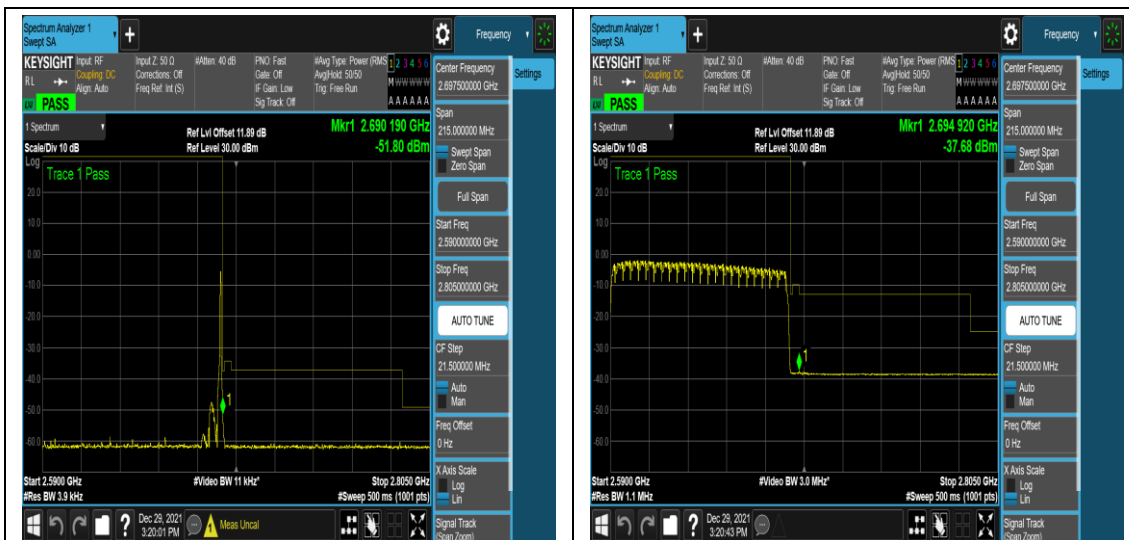 Spectrum Analyzer 1
Swept SA
+
Frequency
KEYSIGHT
RL
Input: RF
Coupling: DC
Align: Auto
Input Z: 50 Ω
Corrections: Off
Freq Ref: Int (S)
#Atten: 40 dB
PNO: Fast
Gate: Off
IF Gain: Low
Sig Track: Off
#Avg Type: Power (RMS
Avg|Hold: 50/50
Trig: Free Run
1 2 3 4 5 6
M W W W W W
A A A A A A
PASS
1 Spectrum
Scale/Div 10 dB
Ref Lvl Offset 11.89 dB
Ref Level 30.00 dBm
Mkr1 2.690 190 GHz
-51.80 dBm
Log
Trace 1 Pass
20.0
10.0
0.00
-10.0
-20.0
-30.0
-40.0
-50.0
-60.0
1
Start 2.5900 GHz
#Res BW 3.9 kHz
#Video BW 11 kHz*
Stop 2.8050 GHz
#Sweep 500 ms (1001 pts)
?
Dec 29, 2021
3:20:01 PM
Meas Uncal
Center Frequency
2.697500000 GHz
Settings
Span
215.000000 MHz
Swept Span
Zero Span
Full Span
Start Freq
2.590000000 GHz
Stop Freq
2.805000000 GHz
AUTO TUNE
CF Step
21.500000 MHz
Auto
Man
Freq Offset
0 Hz
X Axis Scale
Log
Lin
Signal Track
(Span Zoom)
Spectrum Analyzer 1
Swept SA
+
Frequency
KEYSIGHT
RL
Input: RF
Coupling: DC
Align: Auto
Input Z: 50 Ω
Corrections: Off
Freq Ref: Int (S)
#Atten: 40 dB
PNO: Fast
Gate: Off
IF Gain: Low
Sig Track: Off
#Avg Type: Power (RMS
Avg|Hold: 50/50
Trig: Free Run
1 2 3 4 5 6
M W W W W W
A A A A A A
PASS
1 Spectrum
Scale/Div 10 dB
Ref Lvl Offset 11.89 dB
Ref Level 30.00 dBm
Mkr1 2.694 920 GHz
-37.68 dBm
Log
Trace 1 Pass
20.0
10.0
0.00
-10.0
-20.0
-30.0
-40.0
-50.0
-60.0
1
Start 2.5900 GHz
#Res BW 1.1 MHz
#Video BW 3.0 MHz*
Stop 2.8050 GHz
#Sweep 500 ms (1001 pts)
?
Dec 29, 2021
3:20:43 PM
Center Frequency
2.697500000 GHz
Settings
Span
215.000000 MHz
Swept Span
Zero Span
Full Span
Start Freq
2.590000000 GHz
Stop Freq
2.805000000 GHz
AUTO TUNE
CF Step
21.500000 MHz
Auto
Man
Freq Offset
0 Hz
X Axis Scale
Log
Lin
Signal Track
(Span Zoom)